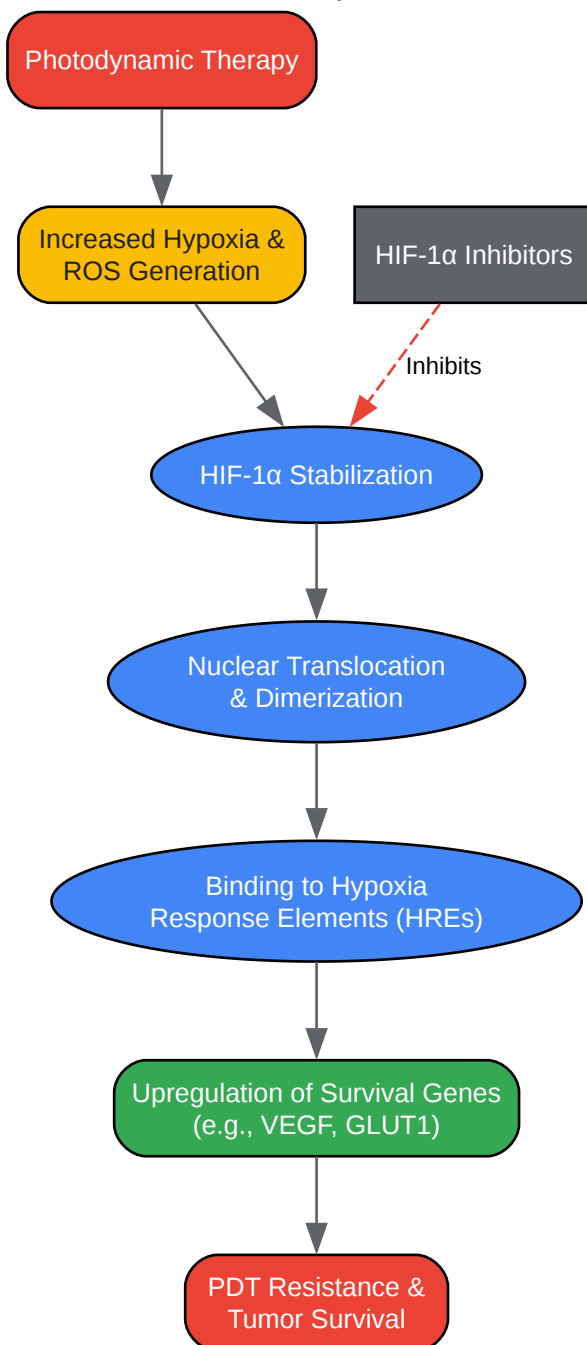 Photodynamic Therapy
Increased Hypoxia &
ROS Generation
HIF-1α Inhibitors
Inhibits
HIF-1α Stabilization
Nuclear Translocation
& Dimerization
Binding to Hypoxia
Response Elements (HREs)
Upregulation of Survival Genes
(e.g., VEGF, GLUT1)
PDT Resistance &
Tumor Survival